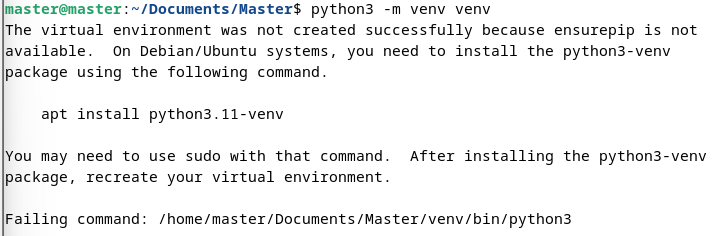 master@master:~/Documents/Master$ python3 -m venv venv
The virtual environment was not created successfully because ensurepip is not
available.  On Debian/Ubuntu systems, you need to install the python3-venv
package using the following command.

    apt install python3.11-venv

You may need to use sudo with that command.  After installing the python3-venv
package, recreate your virtual environment.

Failing command: /home/master/Documents/Master/venv/bin/python3